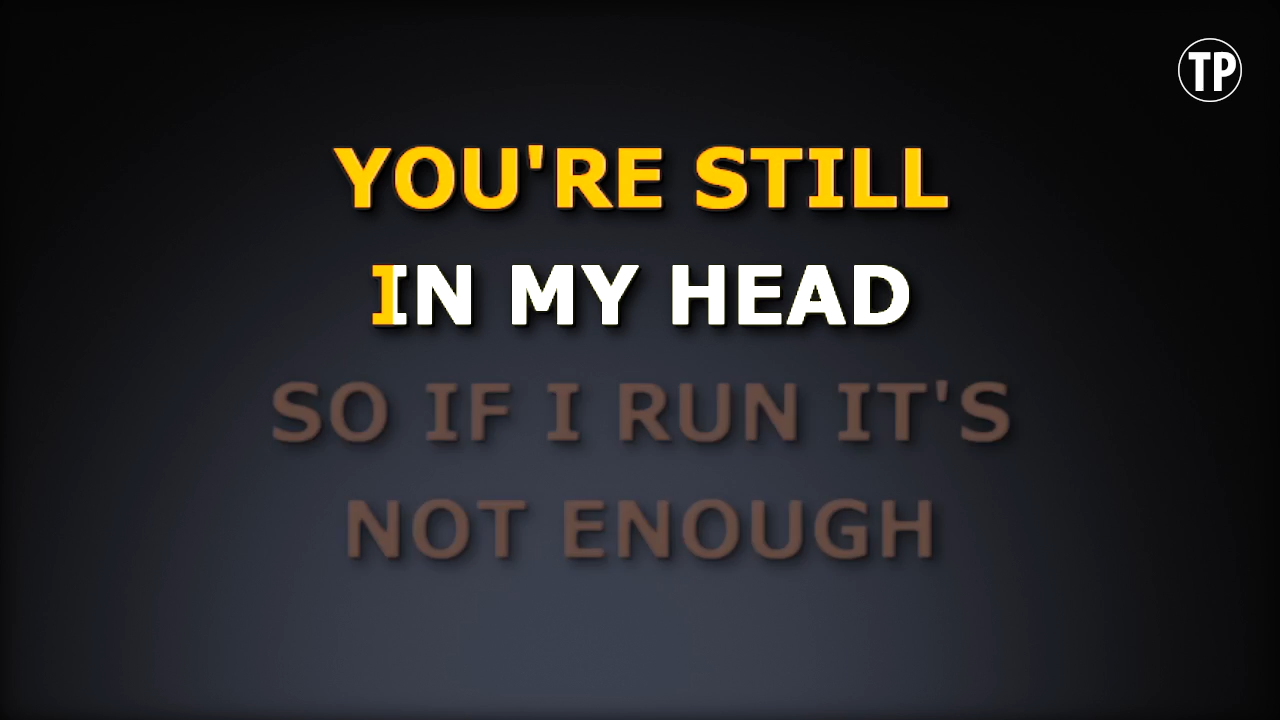 TP
YOU'RE STILL
IN MY HEAD
SO IF I RUN IT'S
NOT ENOUGH